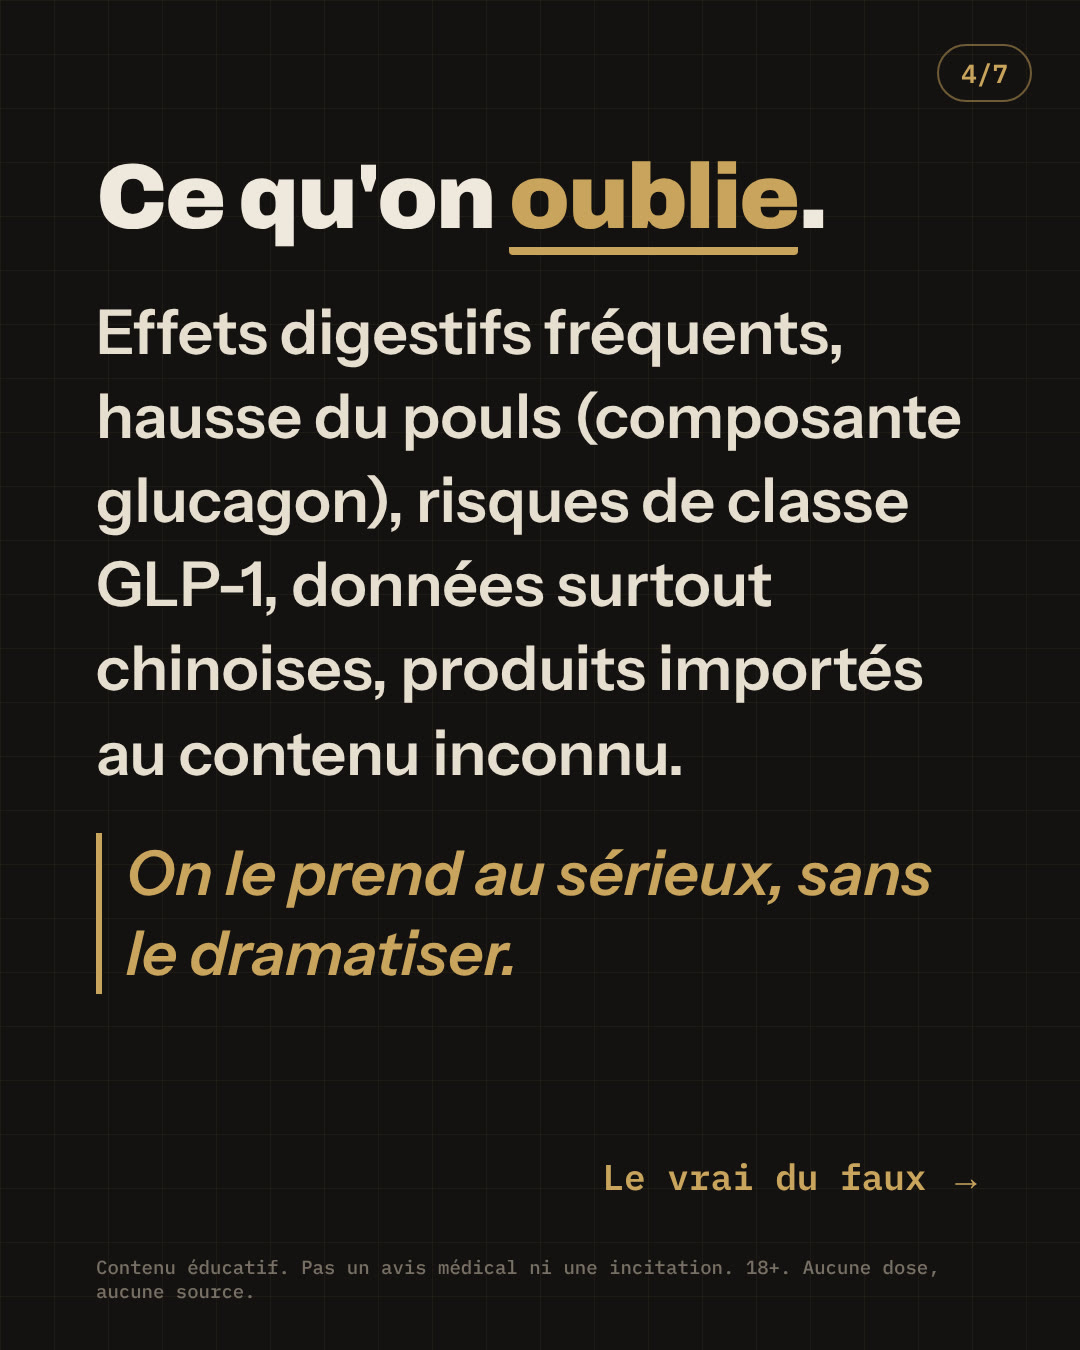 4/7
Ce qu'on oublie.
Effets digestifs fréquents,
hausse du pouls (composante
glucagon), risques de classe
GLP-1, données surtout
chinoises, produits importés
au contenu inconnu.
On le prend au sérieux, sans
le dramatiser.
Le vrai du faux →
Contenu éducatif. Pas un avis médical ni une incitation. 18+. Aucune dose,
aucune source.